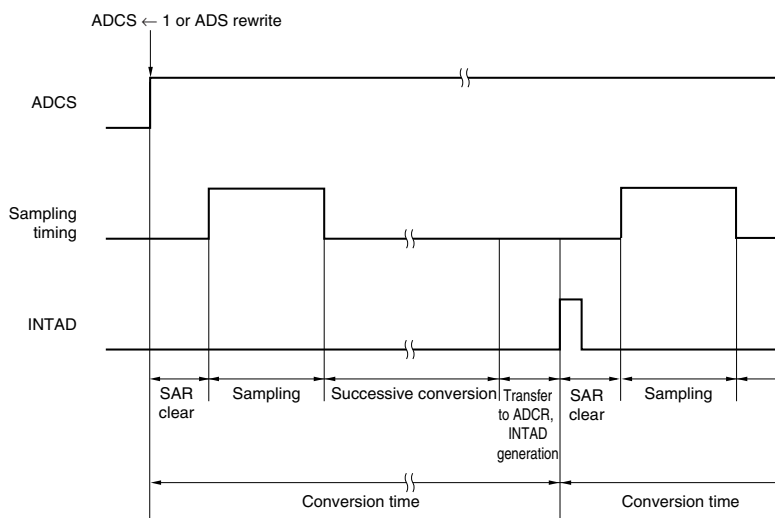 ADCS ← 1 or ADS rewrite
ADCS
Sampling
timing
INTAD
SAR
clear
Sampling
Successive conversion
Transfer
to ADCR,
INTAD
generation
SAR
clear
Sampling
Conversion time
Conversion time